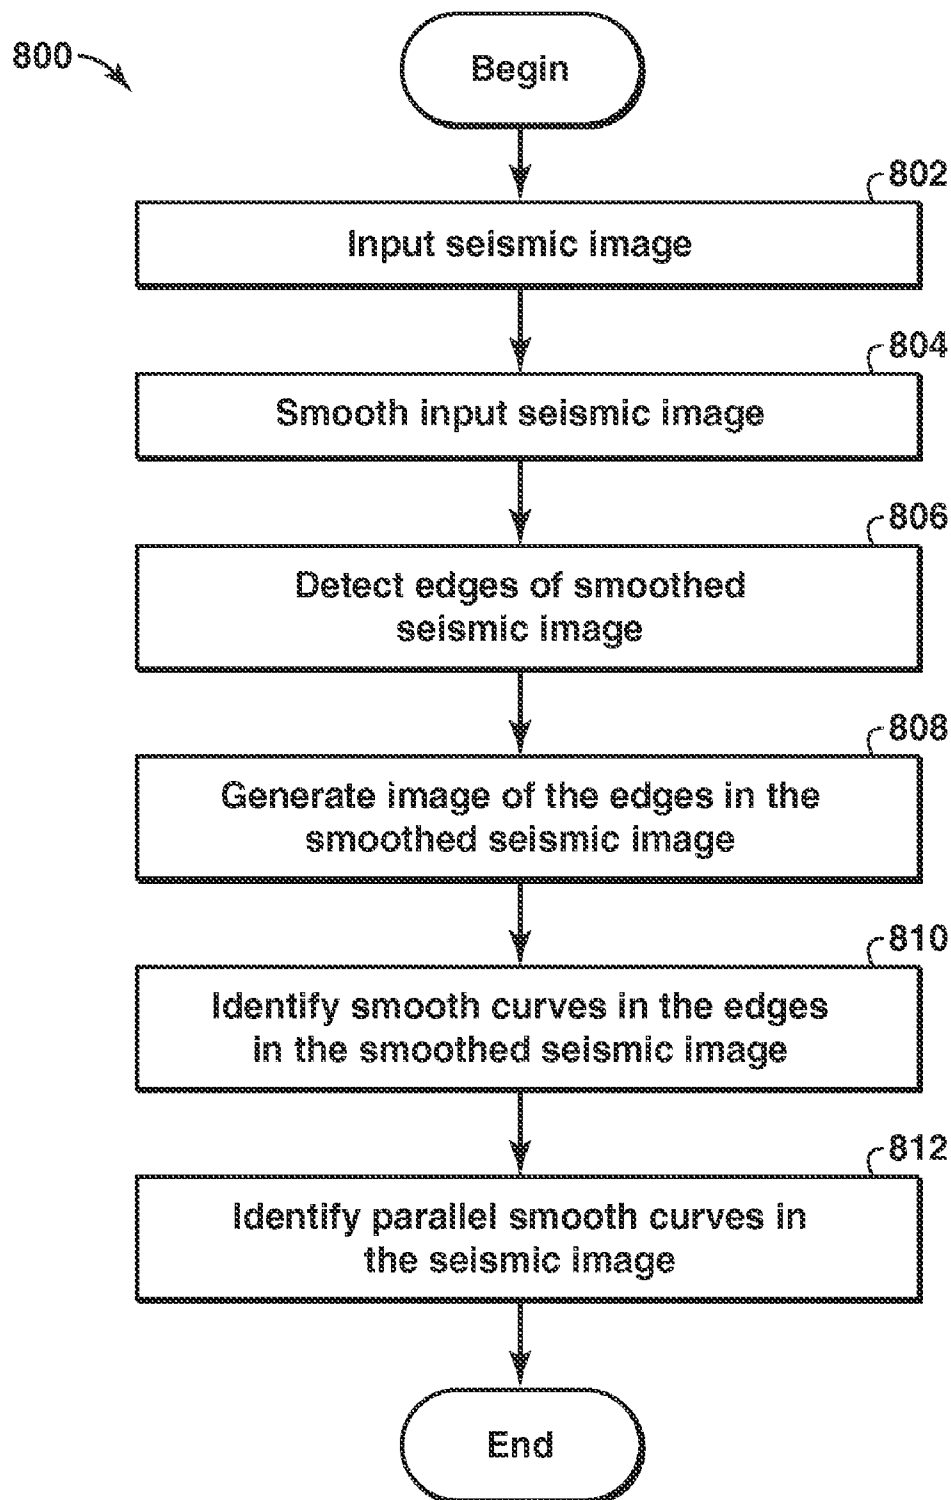 800
Begin
802
Input seismic image
804
Smooth input seismic image
806
Detect edges of smoothed
seismic image
808
Generate image of the edges in the
smoothed seismic image
810
Identify smooth curves in the edges
in the smoothed seismic image
812
Identify parallel smooth curves in
the seismic image
End